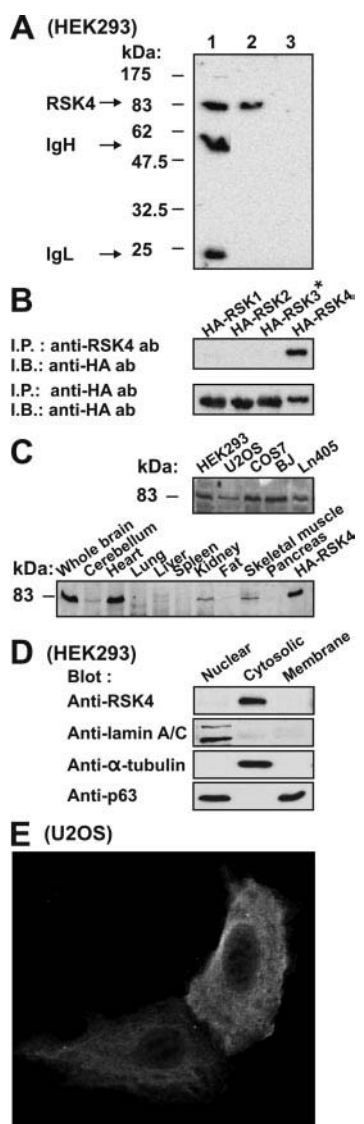 A (HEK293)
kDa: 1 2 3
175
RSK4 → 83
62
IgH →
47.5
32.5
IgL → 25
B
HA-RSK1 HA-RSK2 HA-RSK3* HA-RSK4
I.P. : anti-RSK4 ab
I.B.: anti-HA ab
I.P.: anti-HA ab
I.B.: anti-HA ab
C
HEK293 U2OS COS7 BJ Ln405
kDa:
83
Whole brain Cerebellum Heart Lung Liver Spleen Kidney Fat Skeletal muscle Pancreas HA-RSK4
kDa:
83
D (HEK293)
Nuclear Cytosolic Membrane
Blot :
Anti-RSK4
Anti-lamin A/C
Anti-α-tubulin
Anti-p63
E (U2OS)